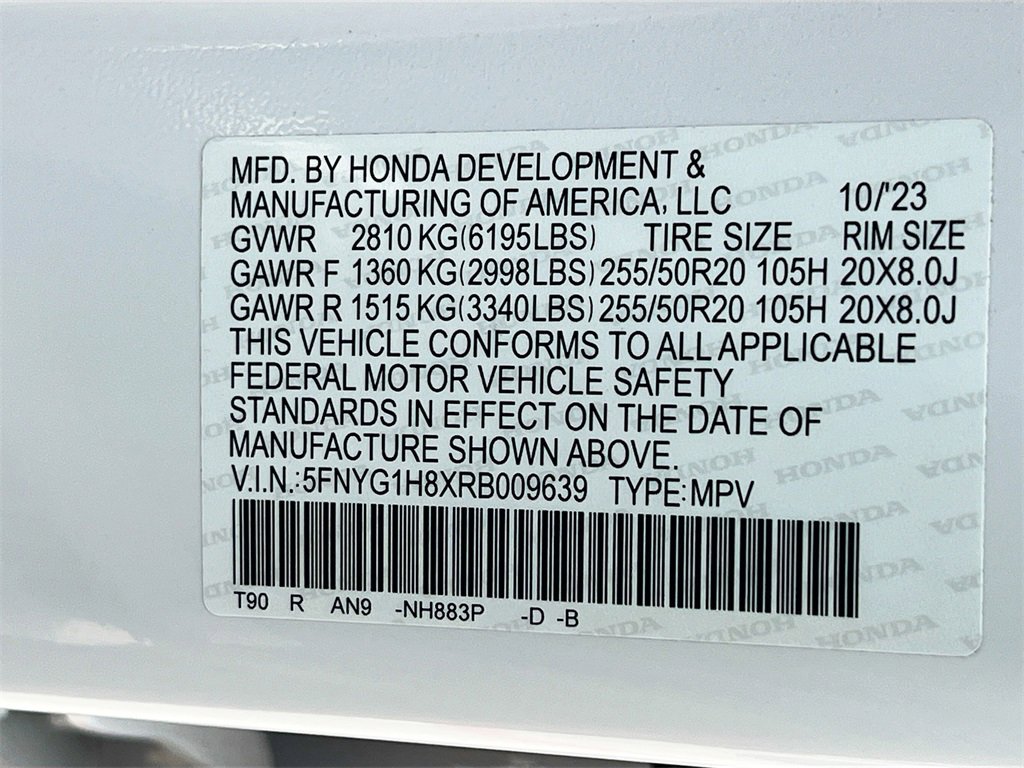 MFD. BY HONDA DEVELOPMENT &
MANUFACTURING OF AMERICA, LLC 10/'23
GVWR 2810 KG(6195LBS) TIRE SIZE RIM SIZE
GAWR F 1360 KG(2998LBS) 255/50R20 105H 20X8.0J
GAWR R 1515 KG(3340LBS) 255/50R20 105H 20X8.0J
THIS VEHICLE CONFORMS TO ALL APPLICABLE
FEDERAL MOTOR VEHICLE SAFETY
STANDARDS IN EFFECT ON THE DATE OF
MANUFACTURE SHOWN ABOVE.
V.I.N.:5FNYG1H8XRB009639 TYPE:MPV
T90 R AN9 -NH883P -D -B